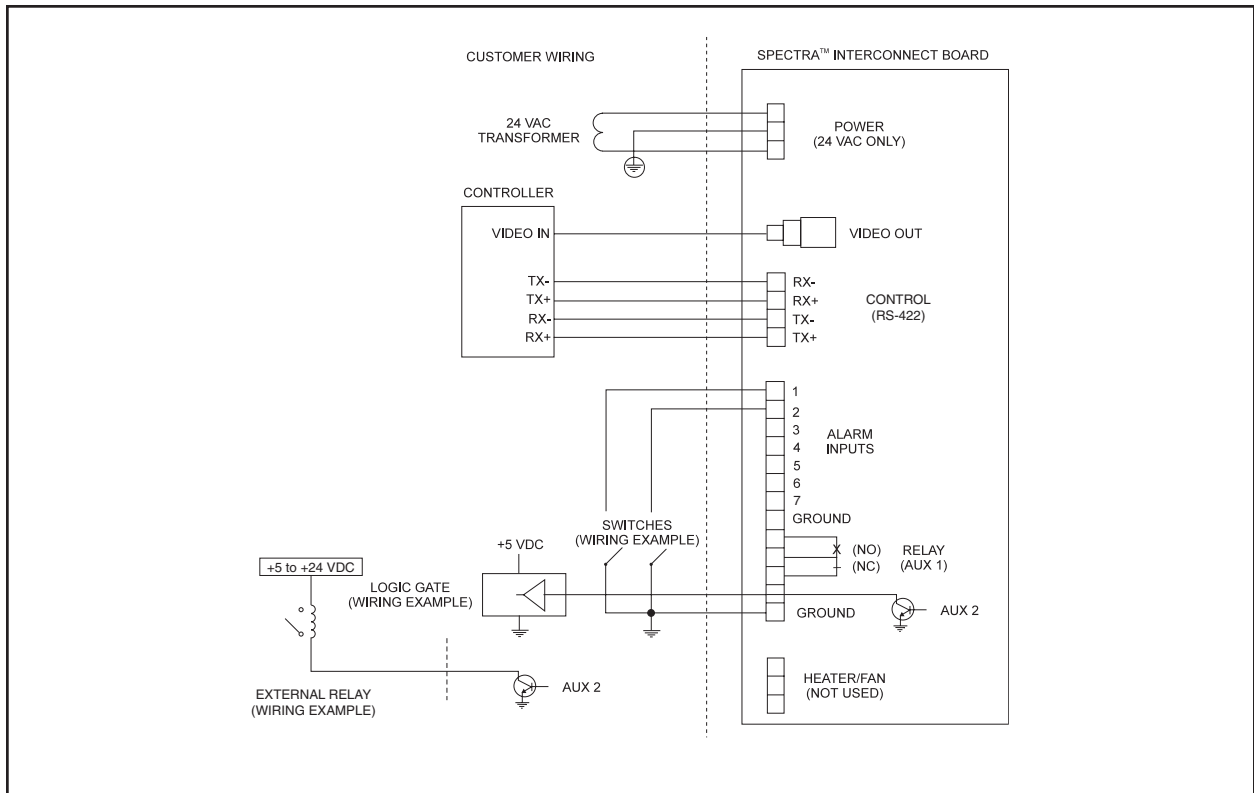 CUSTOMER WIRING
SPECTRA™ INTERCONNECT BOARD
24 VAC
TRANSFORMER
POWER
(24 VAC ONLY)
CONTROLLER
VIDEO IN
VIDEO OUT
TX-
TX+
RX-
RX+
RX-
RX+
TX-
TX+
CONTROL
(RS-422)
1
2
3
4
5
6
7
ALARM
INPUTS
GROUND
SWITCHES
(WIRING EXAMPLE)
X (NO)
(NC)
RELAY
(AUX 1)
+5 VDC
LOGIC GATE
(WIRING EXAMPLE)
GROUND
AUX 2
+5 to +24 VDC
EXTERNAL RELAY
(WIRING EXAMPLE)
AUX 2
HEATER/FAN
(NOT USED)